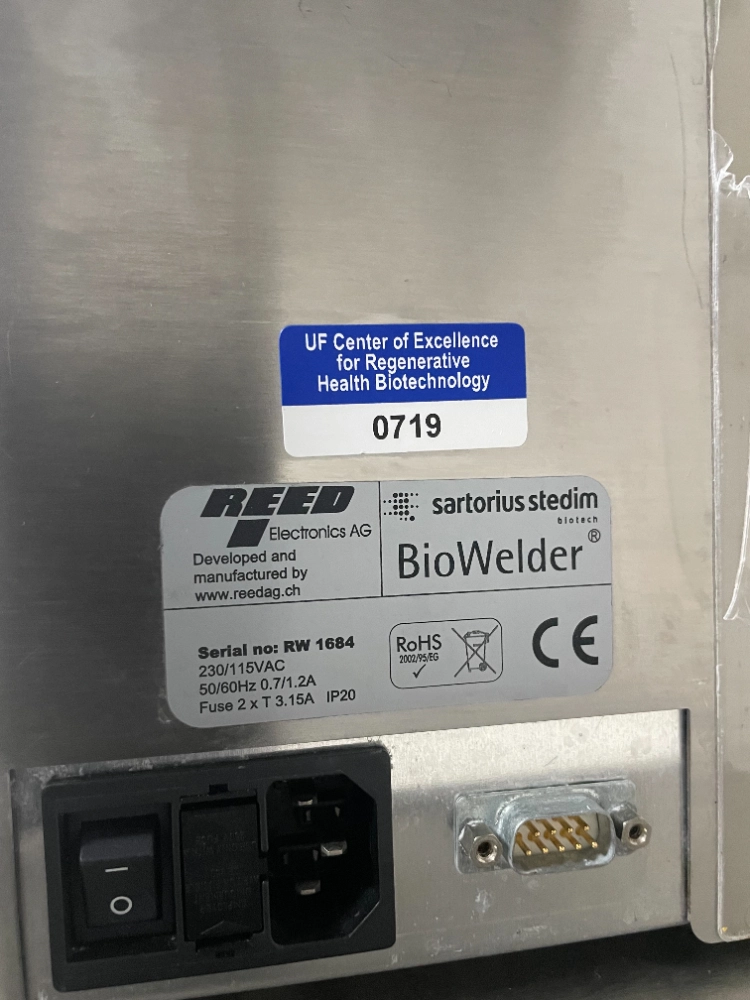 UF Center of Excellence
for Regenerative
Health Biotechnology
0719
REED
Electronics AG
Developed and
manufactured by
www.reedag.ch
sartorius stedim
biotech
BioWelder®
Serial no: RW 1684
230/115VAC
50/60Hz 0.7/1.2A
Fuse 2 x T 3.15A IP20
RoHS
2002/95/EG
CE
I
O